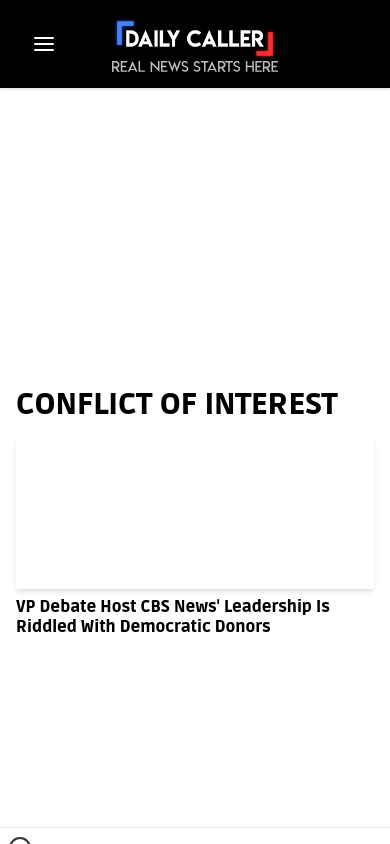 DAILY CALLER
REAL NEWS STARTS HERE
CONFLICT OF INTEREST
VP Debate Host CBS News' Leadership Is
Riddled With Democratic Donors